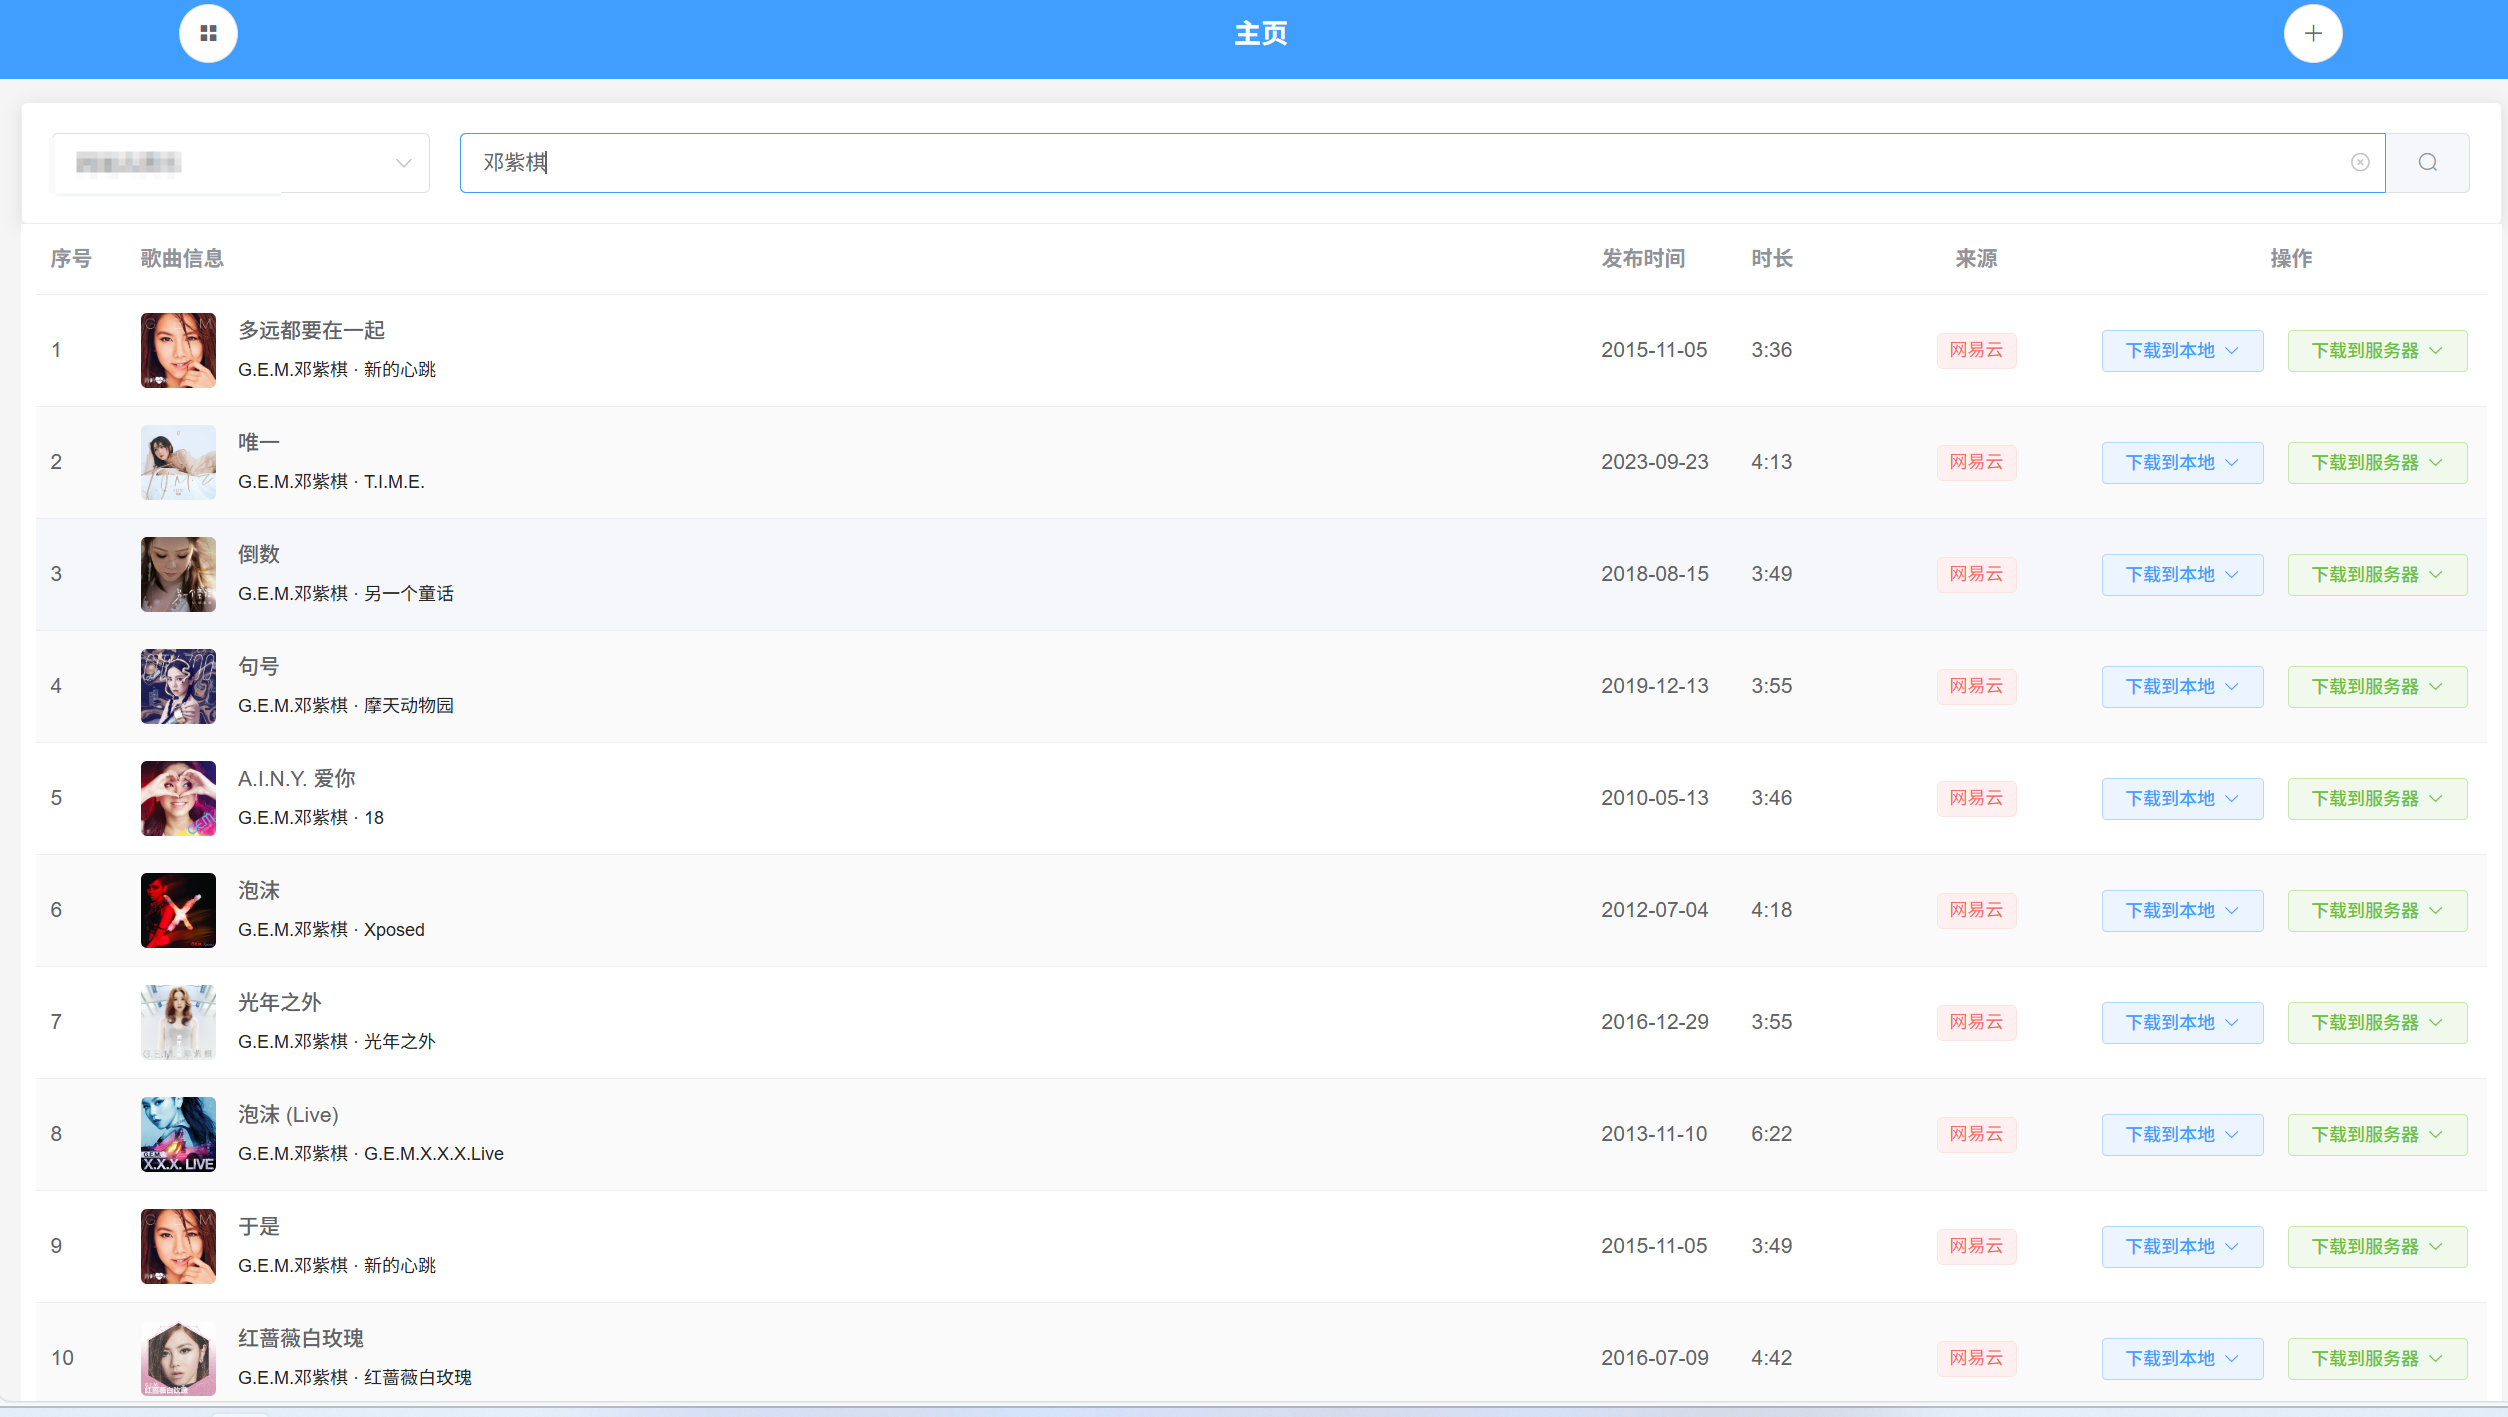 主页
邓紫棋
序号 歌曲信息 发布时间 时长 来源 操作
1 多远都要在一起 2015-11-05 3:36 网易云 下载到本地 下载到服务器
G.E.M.邓紫棋 · 新的心跳
2 唯一 2023-09-23 4:13 网易云 下载到本地 下载到服务器
G.E.M.邓紫棋 · T.I.M.E.
3 倒数 2018-08-15 3:49 网易云 下载到本地 下载到服务器
G.E.M.邓紫棋 · 另一个童话
4 句号 2019-12-13 3:55 网易云 下载到本地 下载到服务器
G.E.M.邓紫棋 · 摩天动物园
5 A.I.N.Y. 爱你 2010-05-13 3:46 网易云 下载到本地 下载到服务器
G.E.M.邓紫棋 · 18
6 泡沫 2012-07-04 4:18 网易云 下载到本地 下载到服务器
G.E.M.邓紫棋 · Xposed
7 光年之外 2016-12-29 3:55 网易云 下载到本地 下载到服务器
G.E.M.邓紫棋 · 光年之外
8 泡沫 (Live) 2013-11-10 6:22 网易云 下载到本地 下载到服务器
G.E.M.邓紫棋 · G.E.M.X.X.X.Live
G.E.M.
X.X.X. LIVE
9 于是 2015-11-05 3:49 网易云 下载到本地 下载到服务器
G.E.M.邓紫棋 · 新的心跳
10 红蔷薇白玫瑰 2016-07-09 4:42 网易云 下载到本地 下载到服务器
G.E.M.邓紫棋 · 红蔷薇白玫瑰